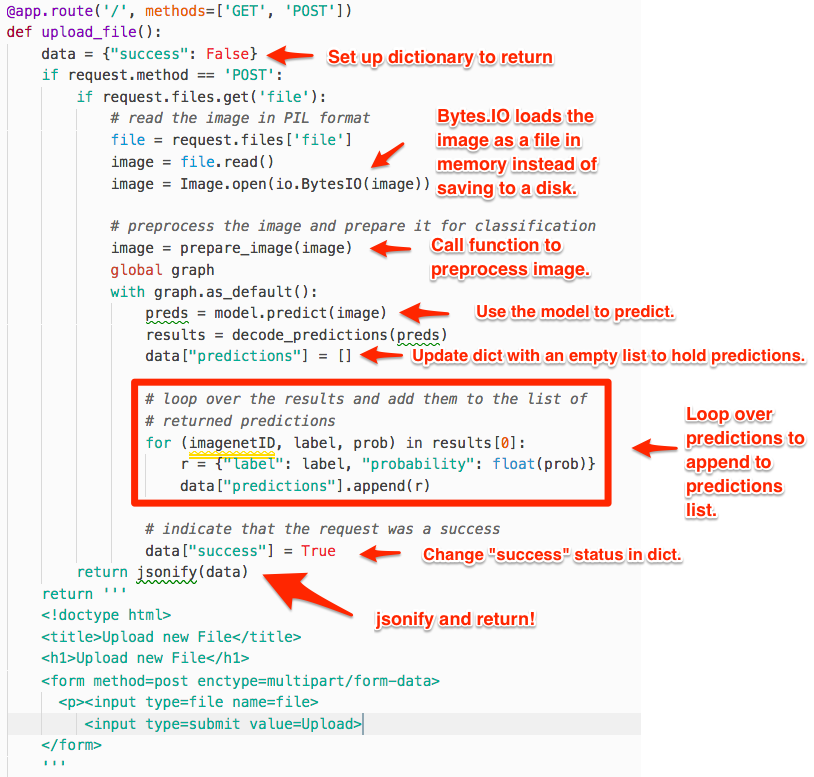 @app.route('/', methods=['GET', 'POST'])
def upload_file():
data = {"success": False}
Set up dictionary to return
if request.method == 'POST':
if request.files.get('file'):
# read the image in PIL format
file = request.files['file']
image = file.read()
image = Image.open(io.BytesIO(image))
Bytes.IO loads the
image as a file in
memory instead of
saving to a disk.
# preprocess the image and prepare it for classification
image = prepare_image(image)
Call function to
preprocess image.
global graph
with graph.as_default():
preds = model.predict(image)
Use the model to predict.
results = decode_predictions(preds)
data["predictions"] = []
Update dict with an empty list to hold predictions.
# loop over the results and add them to the list of
# returned predictions
for (imagenetID, label, prob) in results[0]:
r = {"label": label, "probability": float(prob)}
data["predictions"].append(r)
Loop over
predictions to
append to
predictions
list.
# indicate that the request was a success
data["success"] = True
Change "success" status in dict.
return jsonify(data)
jsonify and return!
return '''
<!doctype html>
<title>Upload new File</title>
<h1>Upload new File</h1>
<form method=post enctype=multipart/form-data>
<p><input type=file name=file>
<input type=submit value=Upload>
</form>
'''